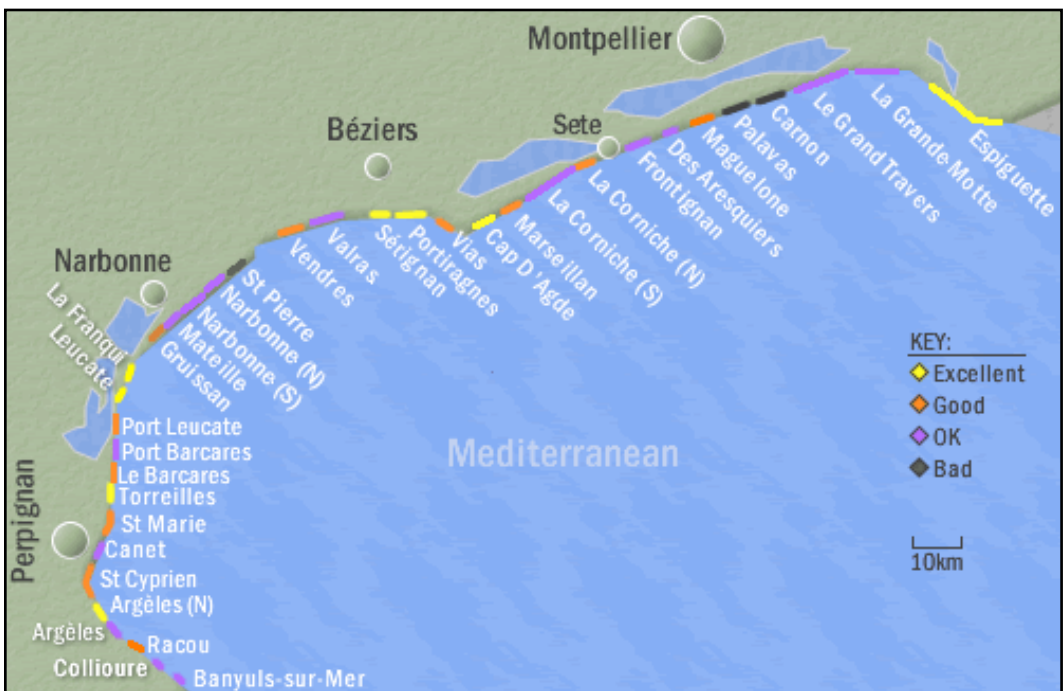 Montpellier
Béziers
Sete
Narbonne
Perpignan
Espiguette
La Grande Motte
Le Grand Travers
Carnon
Palavas
Maguelone
Des Aresquiers
Frontignan
La Corniche (N)
La Corniche (S)
Marseillan
Cap D'Agde
Vias
Portiragnes
Sérignan
Valras
Vendres
St Pierre
Narbonne (N)
Narbonne (S)
Mateille
Gruissan
La Franqui
Leucate
Port Leucate
Port Barcares
Le Barcares
Torreilles
St Marie
Canet
St Cyprien
Argèles (N)
Argèles
Racou
Collioure
Banyuls-sur-Mer
Mediterranean
KEY:
Excellent
Good
OK
Bad
10km